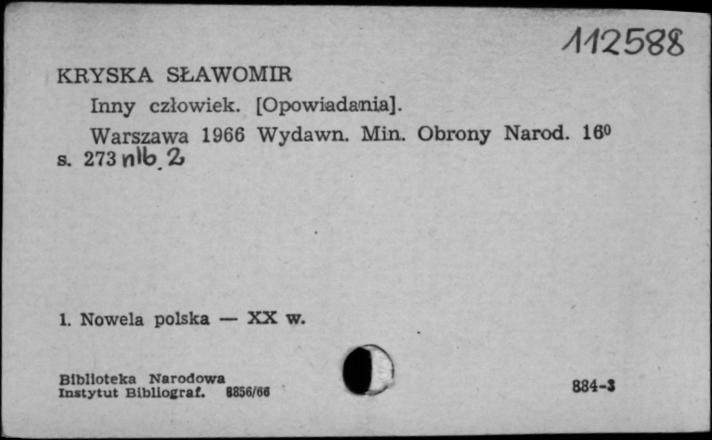 112588
KRYSKA SŁAWOMIR
Inny człowiek. [Opowiadania].
Warszawa 1966 Wydawn. Min. Obrony Narod. 16⁰
s. 273 nlb. 2
1. Nowela polska — XX w.
Biblioteka Narodowa
Instytut Bibliograf. 8856/66
884-3